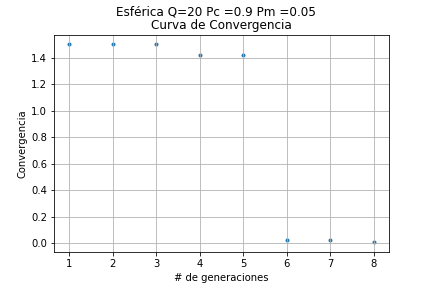 Esférica Q=20 Pc =0.9 Pm =0.05
Curva de Convergencia
1.4
1.2
1.0
0.8
0.6
0.4
0.2
0.0
Convergencia
1 2 3 4 5 6 7 8
# de generaciones